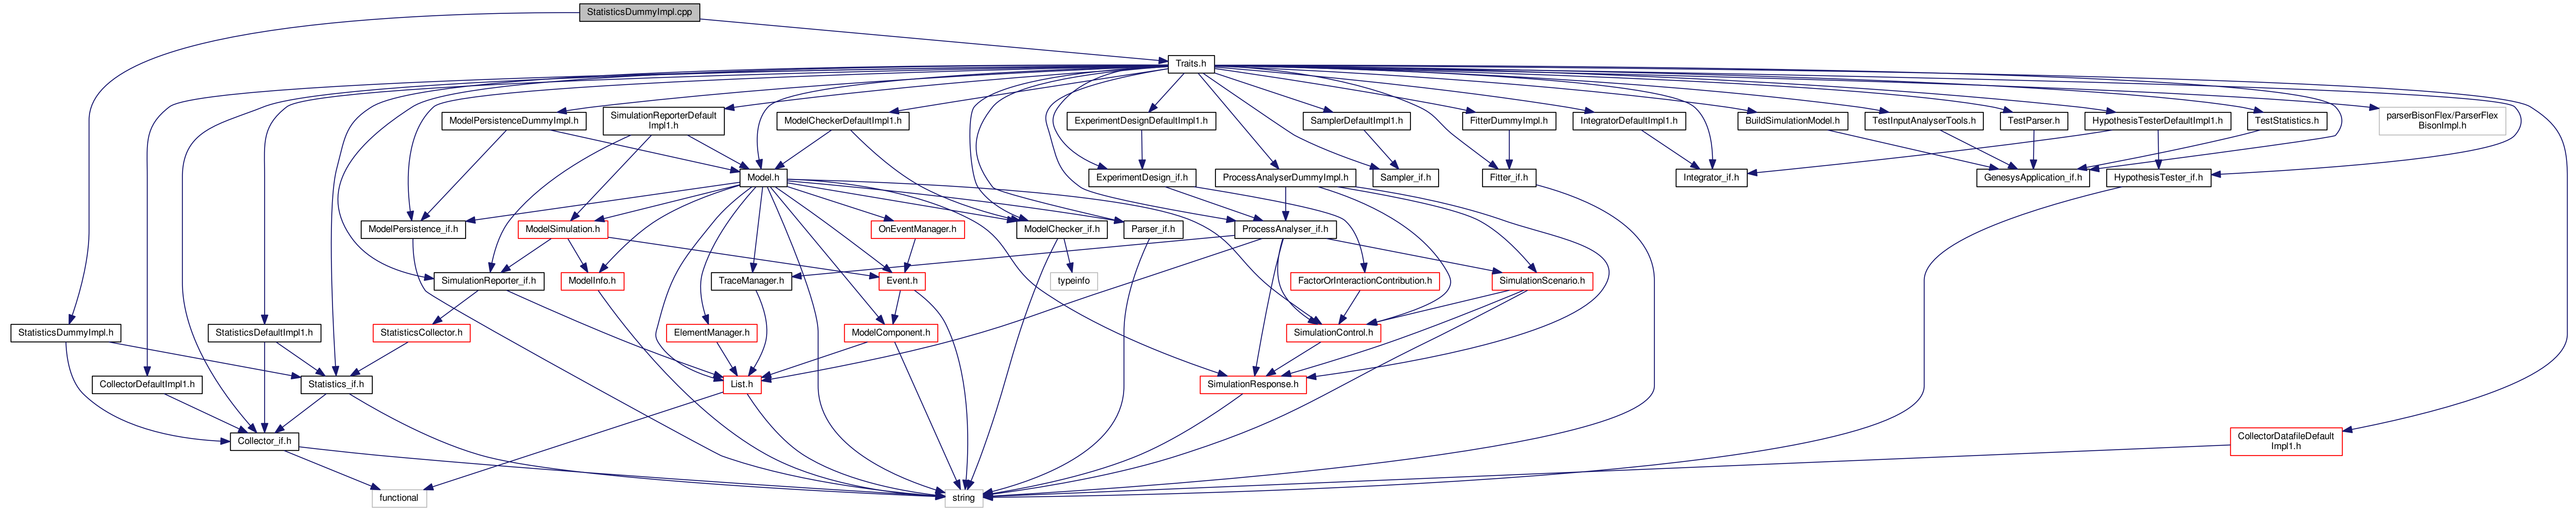 StatisticsDummyImpl.cpp
Traits.h
ModelPersistenceDummyImpl.h
SimulationReporterDefault
Impl1.h
ModelCheckerDefaultImpl1.h
ExperimentDesignDefaultImpl1.h
SamplerDefaultImpl1.h
FitterDummyImpl.h
IntegratorDefaultImpl1.h
BuildSimulationModel.h
TestInputAnalyserTools.h
TestParser.h
HypothesisTesterDefaultImpl1.h
TestStatistics.h
parserBisonFlex/ParserFlex
BisonImpl.h
Model.h
ExperimentDesign_if.h
ProcessAnalyserDummyImpl.h
Sampler_if.h
Fitter_if.h
Integrator_if.h
GenesysApplication_if.h
HypothesisTester_if.h
ModelPersistence_if.h
ModelSimulation.h
OnEventManager.h
ModelChecker_if.h
Parser_if.h
ProcessAnalyser_if.h
SimulationReporter_if.h
ModelInfo.h
TraceManager.h
Event.h
typeinfo
FactorOrInteractionContribution.h
SimulationScenario.h
StatisticsDummyImpl.h
StatisticsDefaultImpl1.h
StatisticsCollector.h
ElementManager.h
ModelComponent.h
SimulationControl.h
CollectorDefaultImpl1.h
Statistics_if.h
List.h
SimulationResponse.h
Collector_if.h
CollectorDatafileDefault
Impl1.h
functional
string